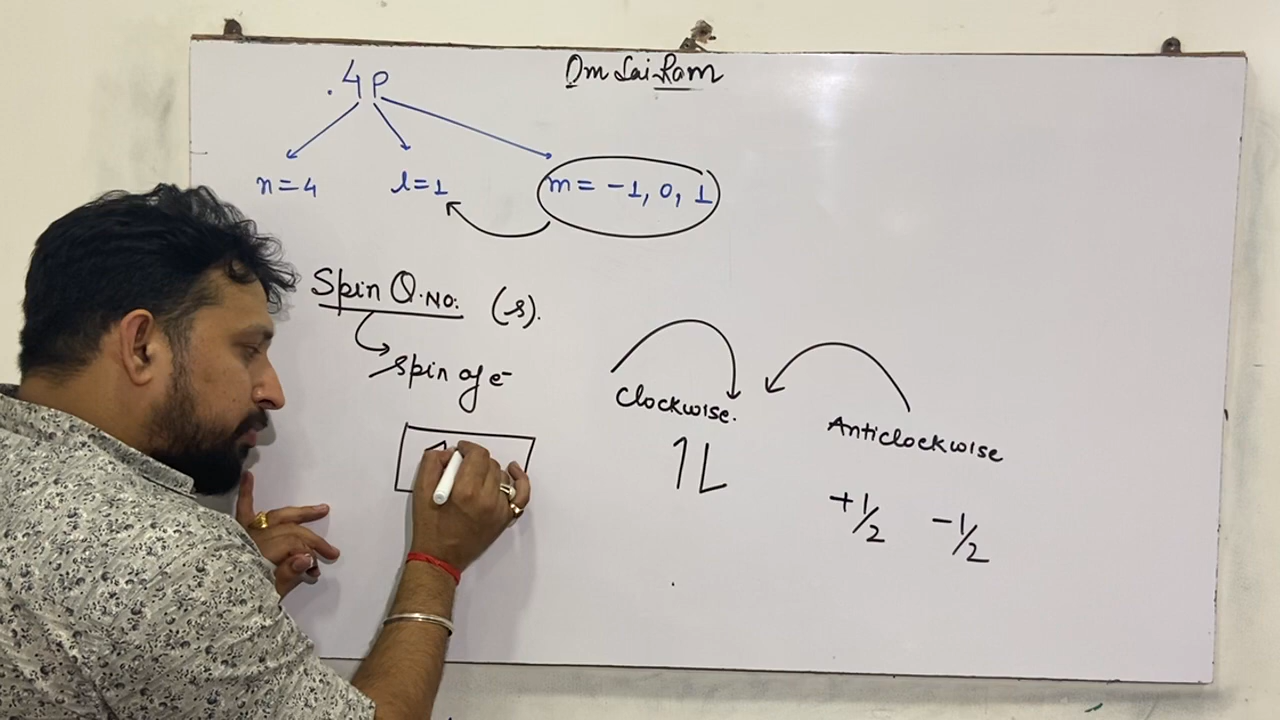 Om Sai Ram
.4p
n=4 l=1 m= -1, 0, 1
Spin Q.No. (s).
spin of e-
Clockwise.
Anticlockwise
1L
+1/2 -1/2